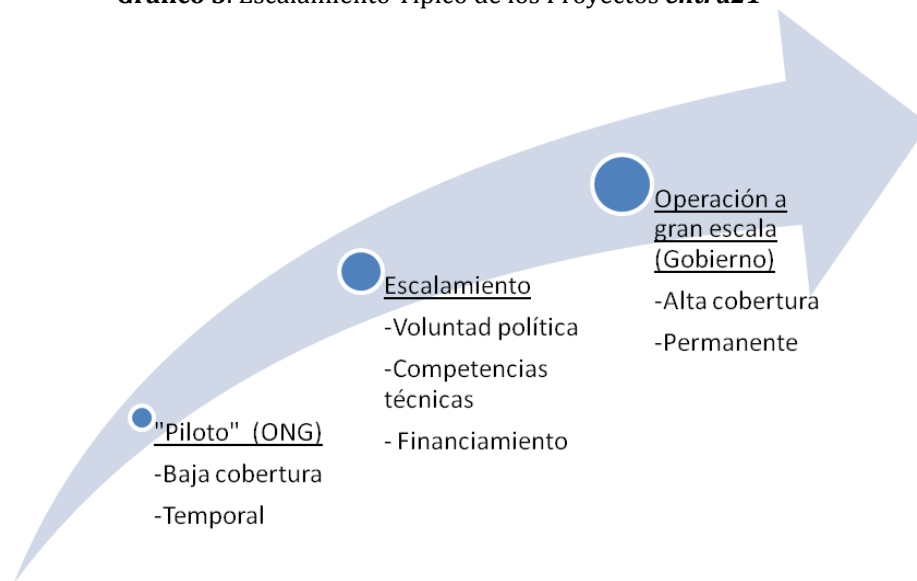 Gráfico 3: Escalamiento Típico de los Proyectos entra21
Operación a
gran escala
(Gobierno)
-Alta cobertura
-Permanente
Escalamiento
-Voluntad política
-Competencias
técnicas
- Financiamiento
"Piloto" (ONG)
-Baja cobertura
-Temporal